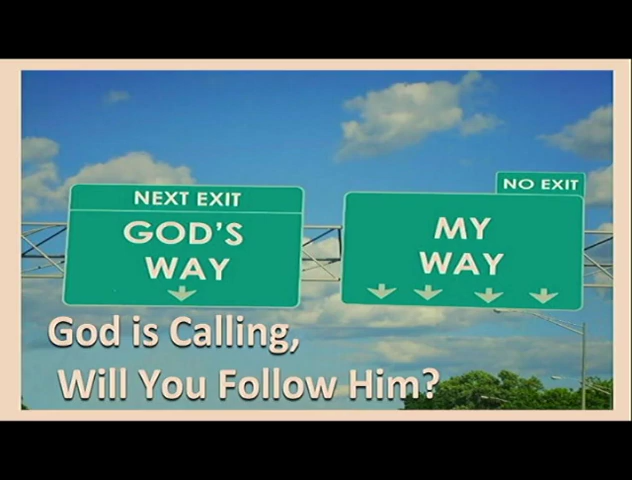 NEXT EXIT
GOD'S
WAY
NO EXIT
MY
WAY
God is Calling,
Will You Follow Him?